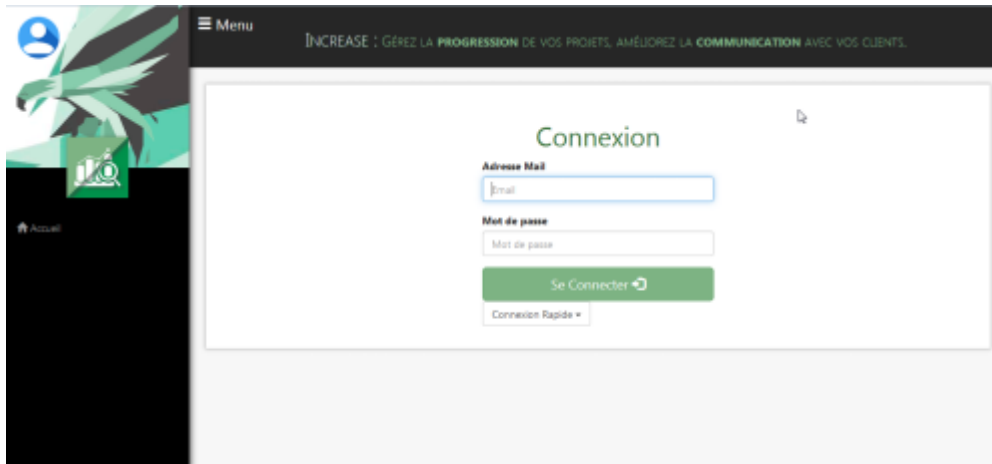 Menu
INCREASE : GÉREZ LA PROGRESSION DE VOS PROJETS, AMÉLIOREZ LA COMMUNICATION AVEC VOS CLIENTS.
Connexion
Adresse Mail
Email
Accueil
Mot de passe
Mot de passe
Se Connecter
Connexion Rapide